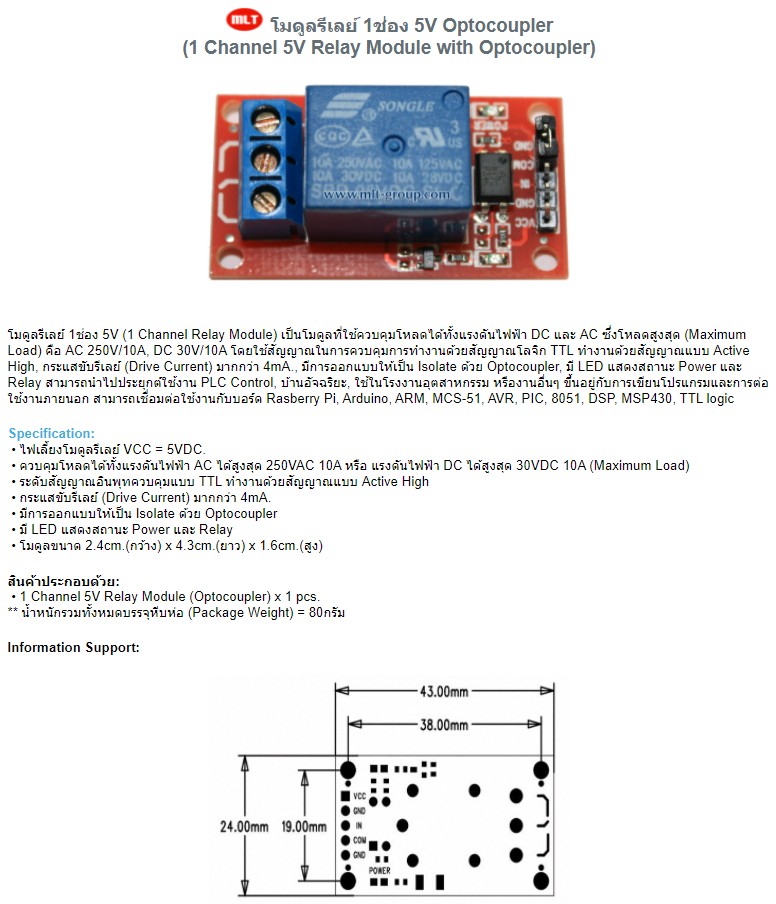 MLT โมดูลรีเลย์ 1ช่อง 5V Optocoupler
(1 Channel 5V Relay Module with Optocoupler)
SONGLE
CQC
US
3
10A 250VAC 10A 125VAC
10A 30VDC 10A 28VDC
www.mlt-group.com
POWER
GND
COM
IN
GND
VCC
โมดูลรีเลย์ 1ช่อง 5V (1 Channel Relay Module) เป็นโมดูลที่ใช้ควบคุมโหลดได้ทั้งแรงดันไฟฟ้า DC และ AC ซึ่งโหลดสูงสุด (Maximum
Load) คือ AC 250V/10A, DC 30V/10A โดยใช้สัญญาณในการควบคุมการทำงานด้วยสัญญาณโลจิก TTL ทำงานด้วยสัญญาณแบบ Active
High, กระแสขับรีเลย์ (Drive Current) มากกว่า 4mA., มีการออกแบบให้เป็น Isolate ด้วย Optocoupler, มี LED แสดงสถานะ Power และ
Relay สามารถนำไปประยุกต์ใช้งาน PLC Control, บ้านอัจฉริยะ, ใช้ในโรงงานอุตสาหกรรม หรืองานอื่นๆ ขึ้นอยู่กับการเขียนโปรแกรมและการต่อ
ใช้งานภายนอก สามารถเชื่อมต่อใช้งานกับบอร์ด Rasberry Pi, Arduino, ARM, MCS-51, AVR, PIC, 8051, DSP, MSP430, TTL logic
Specification:
• ไฟเลี้ยงโมดูลรีเลย์ VCC = 5VDC.
• ควบคุมโหลดได้ทั้งแรงดันไฟฟ้า AC ได้สูงสุด 250VAC 10A หรือ แรงดันไฟฟ้า DC ได้สูงสุด 30VDC 10A (Maximum Load)
• ระดับสัญญาณอินพุทควบคุมแบบ TTL ทำงานด้วยสัญญาณแบบ Active High
• กระแสขับรีเลย์ (Drive Current) มากกว่า 4mA.
• มีการออกแบบให้เป็น Isolate ด้วย Optocoupler
• มี LED แสดงสถานะ Power และ Relay
• โมดูลขนาด 2.4cm.(กว้าง) x 4.3cm.(ยาว) x 1.6cm.(สูง)
สินค้าประกอบด้วย:
• 1 Channel 5V Relay Module (Optocoupler) x 1 pcs.
** น้ำหนักรวมทั้งหมดบรรจุหีบห่อ (Package Weight) = 80กรัม
Information Support:
43.00mm
38.00mm
24.00mm
19.00mm
VCC
GND
IN
COM
GND
POWER